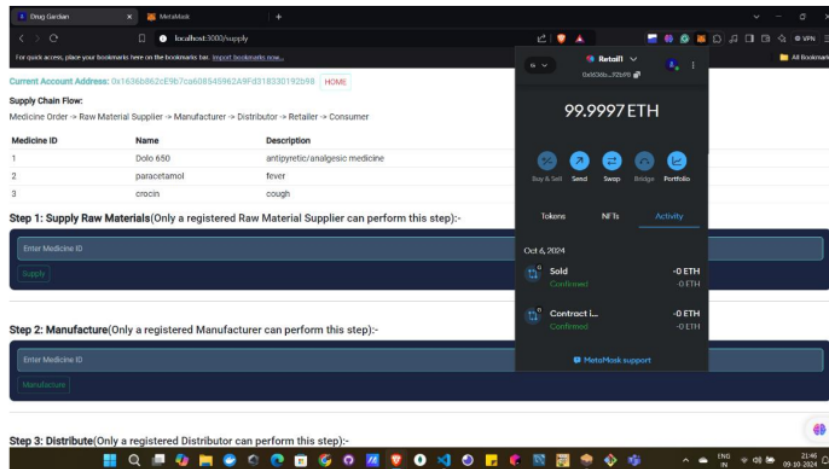 Drug Gardian
MetaMask
localhost:3000/supply
VPN
For quick access, place your bookmarks here on the bookmarks bar. Import bookmarks now...
All Bookmarks
Current Account Address: 0x1636b862cE9b7ca608545962A9Fd318330192b98 HOME
Supply Chain Flow:
Medicine Order -> Raw Material Supplier -> Manufacturer -> Distributor -> Retailer -> Consumer
Medicine ID Name Description
1 Dolo 650 antipyretic/analgesic medicine
2 paracetamol fever
3 crocin cough
Step 1: Supply Raw Materials(Only a registered Raw Material Supplier can perform this step):-
Enter Medicine ID
Supply
Step 2: Manufacture(Only a registered Manufacturer can perform this step):-
Enter Medicine ID
Manufacture
Step 3: Distribute(Only a registered Distributor can perform this step):-
Retail1
99.9997 ETH
Buy & Sell Send Swap Bridge Portfolio
Tokens NFTs Activity
Oct 6, 2024
Sold -0 ETH
Confirmed -0 ETH
Contract i... -0 ETH
Confirmed -0 ETH
MetaMask support
ENG
IN
21:46
09-10-2024